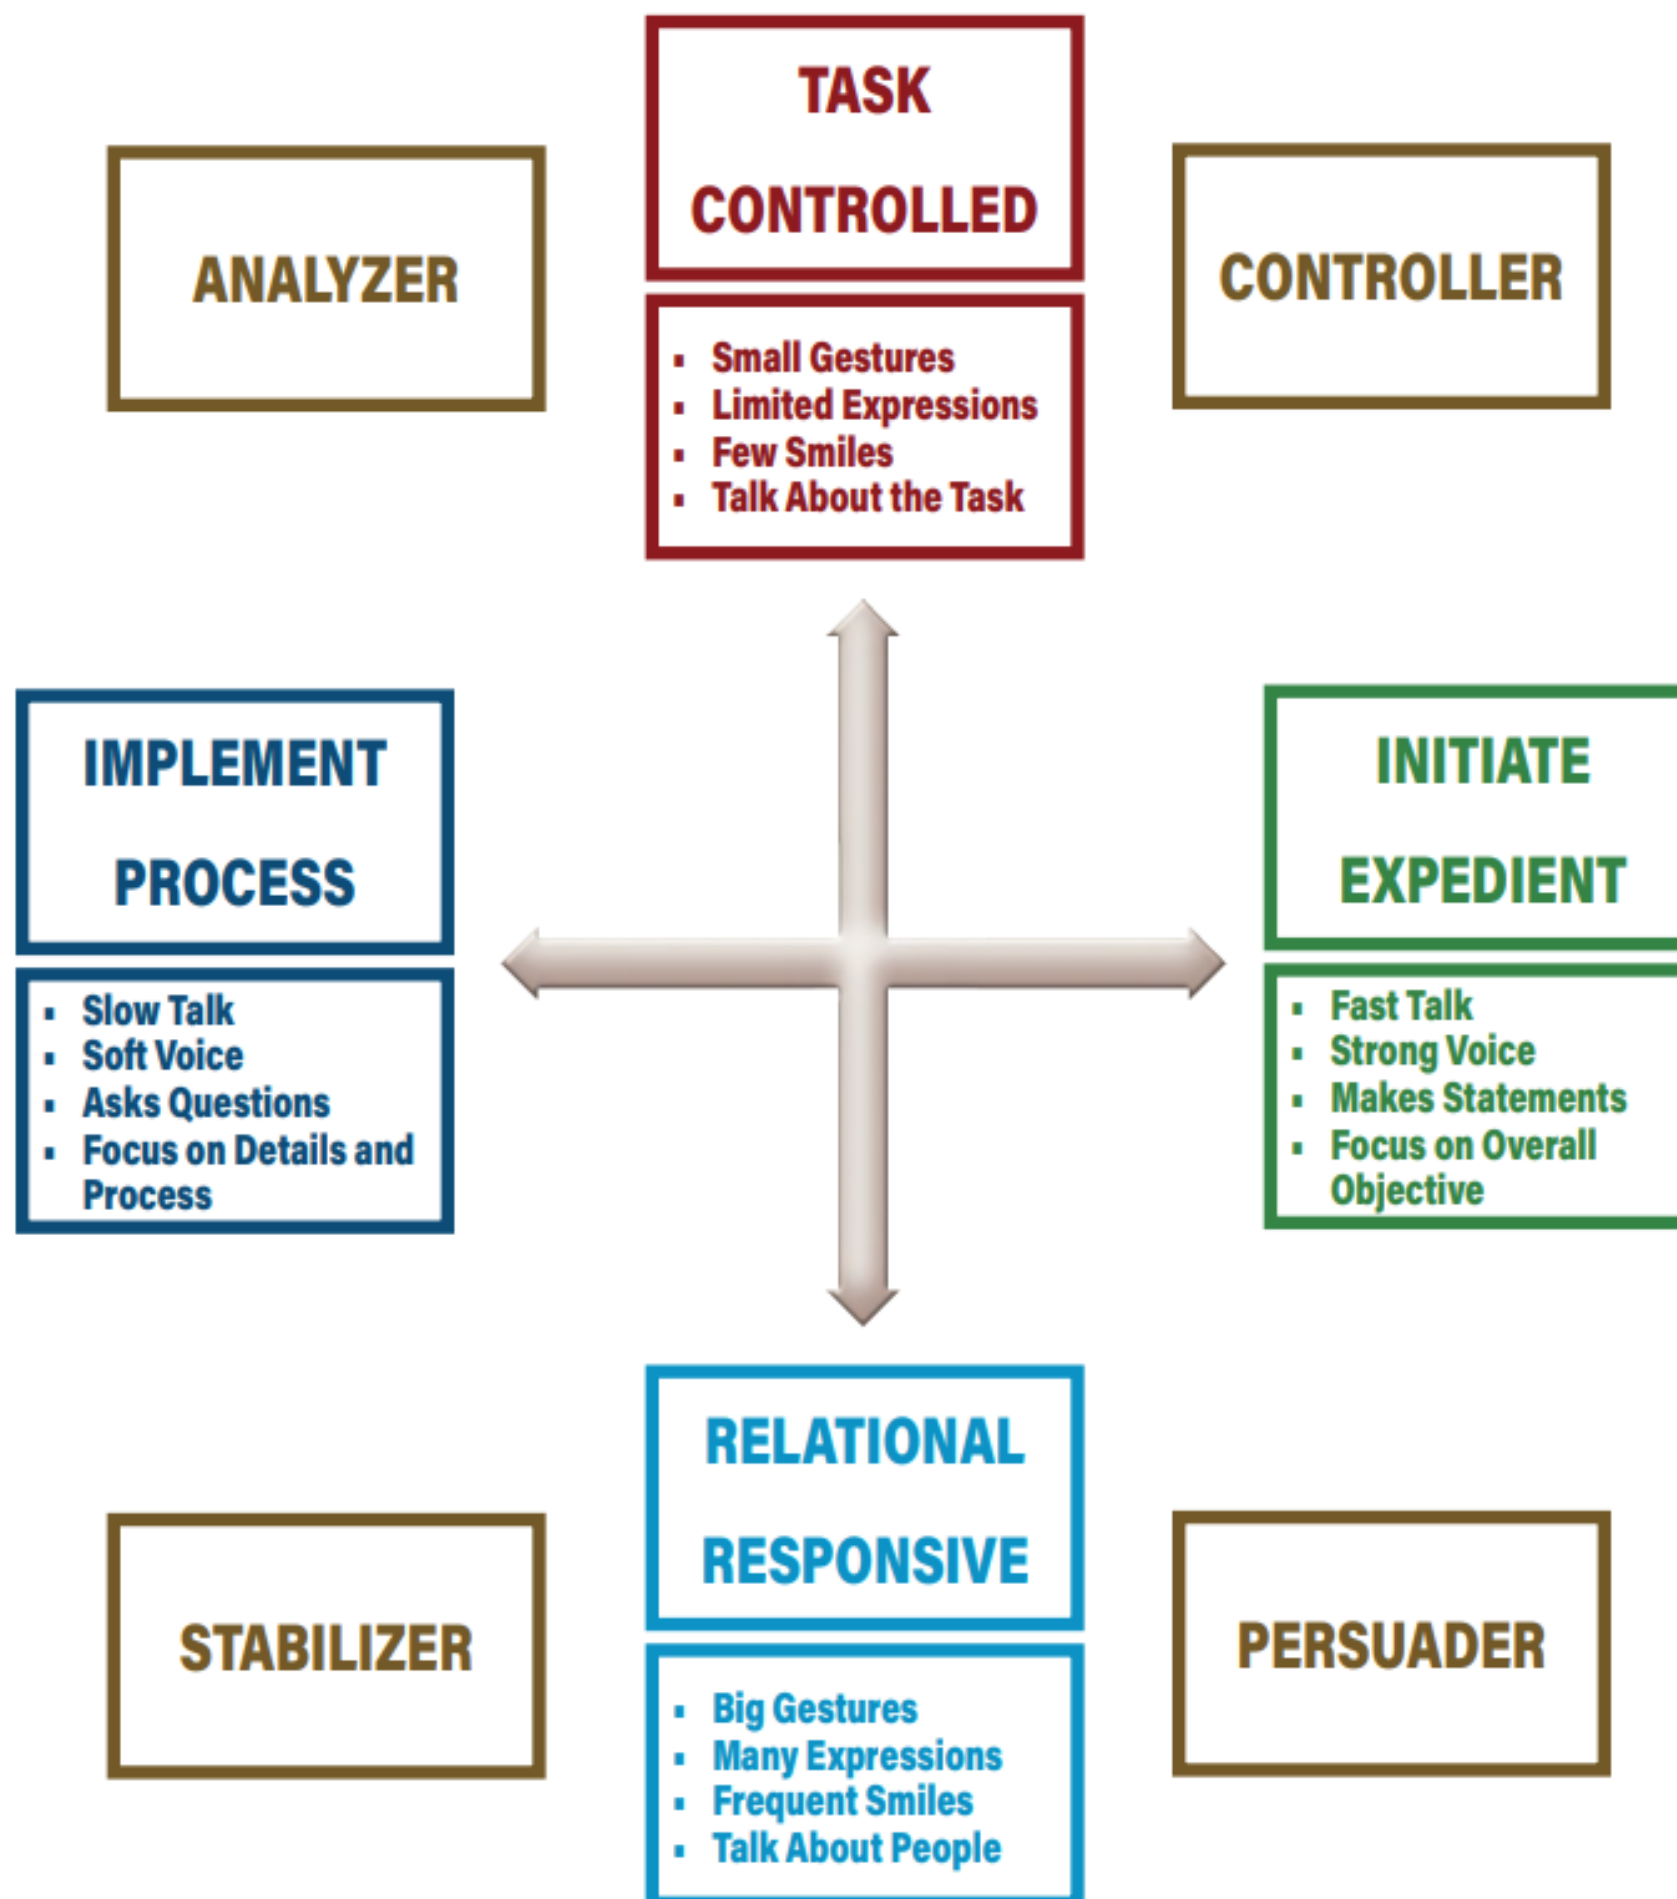 TASK
CONTROLLED
ANALYZER
CONTROLLER
▪ Small Gestures
▪ Limited Expressions
▪ Few Smiles
▪ Talk About the Task
IMPLEMENT
PROCESS
▪ Slow Talk
▪ Soft Voice
▪ Asks Questions
▪ Focus on Details and
Process
INITIATE
EXPEDIENT
▪ Fast Talk
▪ Strong Voice
▪ Makes Statements
▪ Focus on Overall
Objective
RELATIONAL
RESPONSIVE
STABILIZER
PERSUADER
▪ Big Gestures
▪ Many Expressions
▪ Frequent Smiles
▪ Talk About People